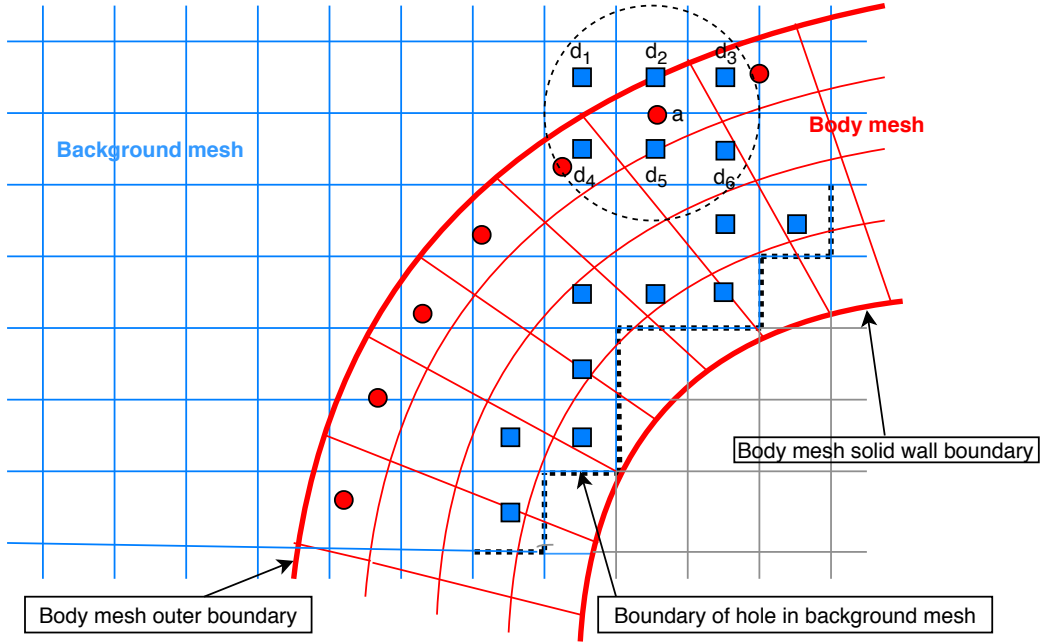 d1 d2 d3
a
Body mesh
Background mesh
d4 d5 d6
Body mesh solid wall boundary
Body mesh outer boundary
Boundary of hole in background mesh